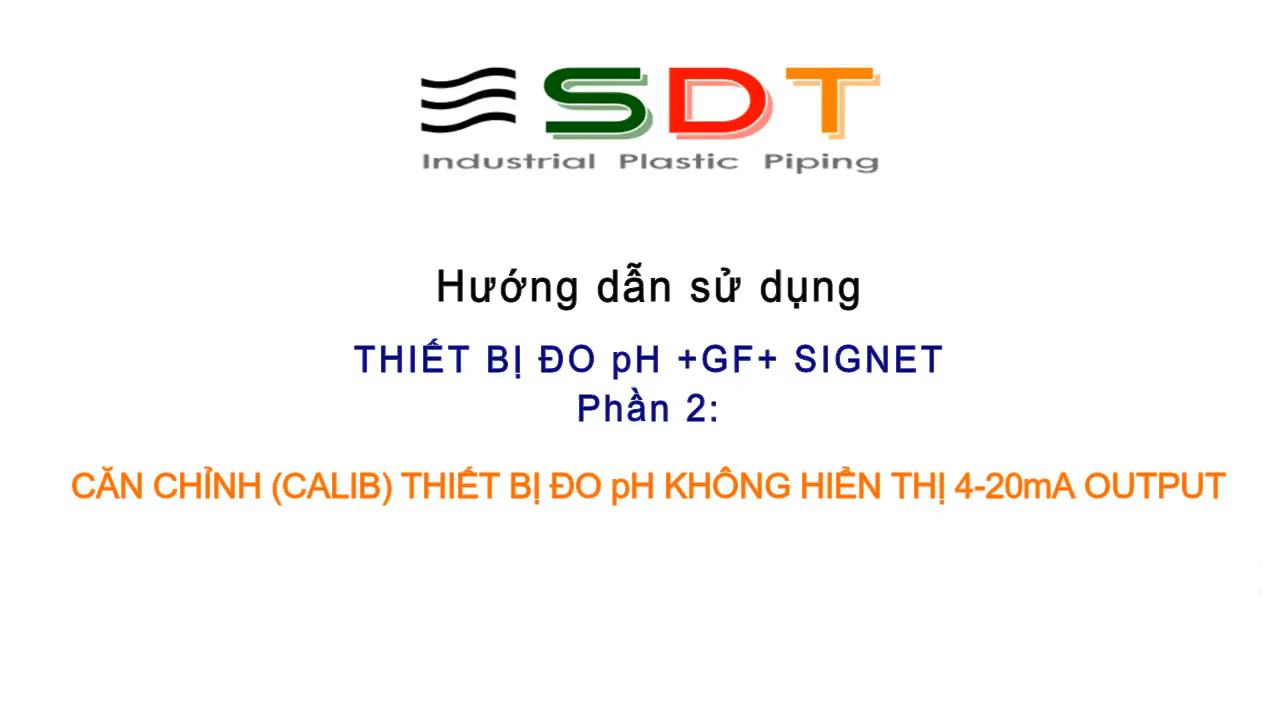 SDT
Industrial Plastic Piping
Hướng dẫn sử dụng
THIẾT BỊ ĐO pH +GF+ SIGNET
Phần 2:
CĂN CHỈNH (CALIB) THIẾT BỊ ĐO pH KHÔNG HIỂN THỊ 4-20mA OUTPUT